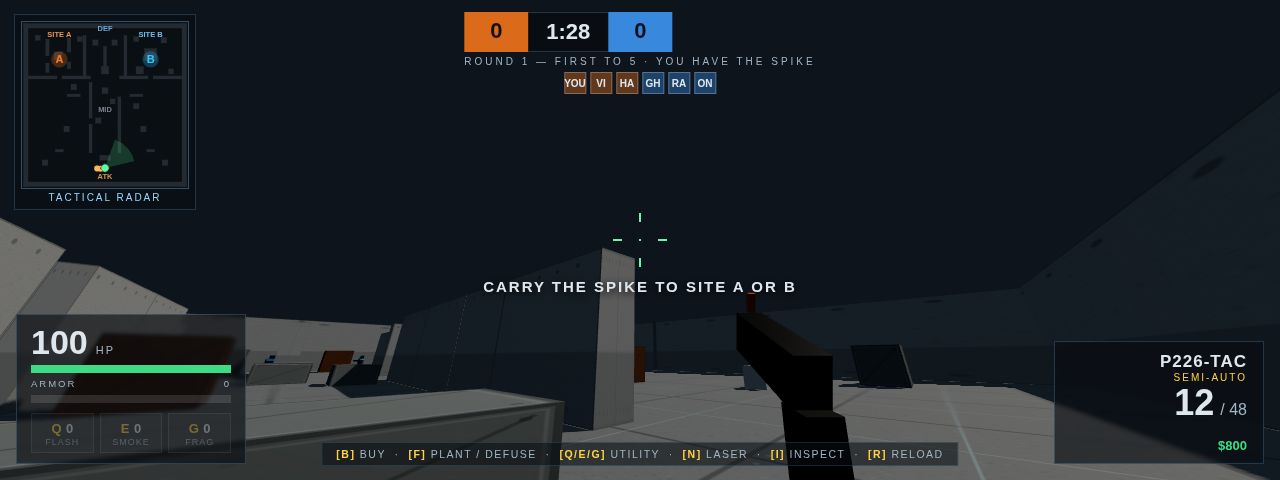 DEF
SITE A
SITE B
A
B
MID
ATK
TACTICAL RADAR
0
1:28
0
ROUND 1 — FIRST TO 5 · YOU HAVE THE SPIKE
YOU VI HA GH RA ON
CARRY THE SPIKE TO SITE A OR B
100 HP
ARMOR 0
Q 0 E 0 G 0
FLASH SMOKE FRAG
P226-TAC
SEMI-AUTO
12 / 48
$800
[B] BUY · [F] PLANT / DEFUSE · [Q/E/G] UTILITY · [N] LASER · [I] INSPECT · [R] RELOAD